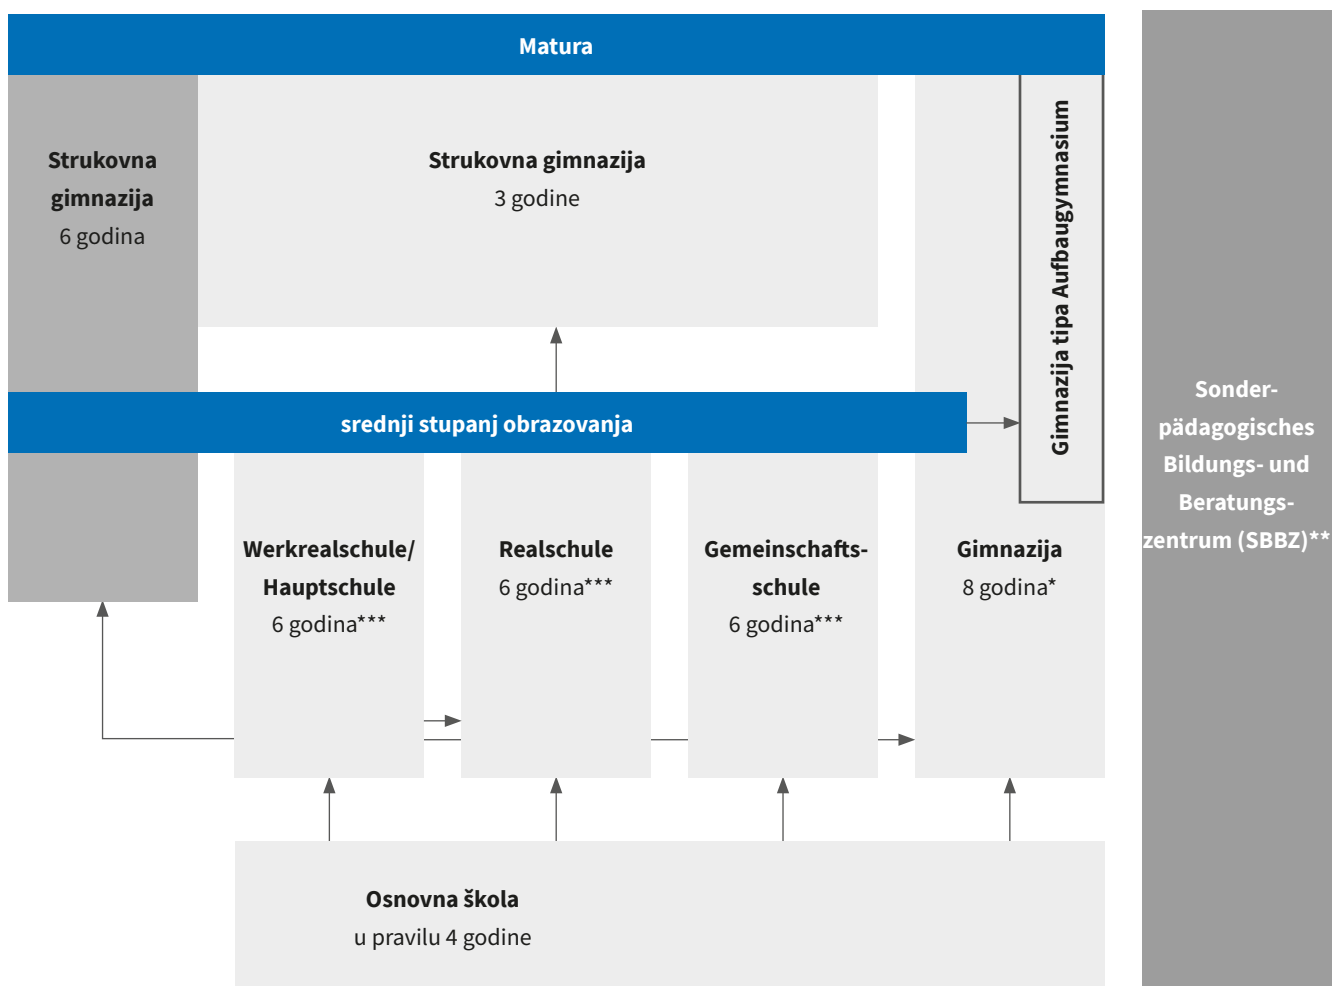 Matura
Strukovna
gimnazija
6 godina
Strukovna gimnazija
3 godine
Gimnazija tipa Aufbaugymnasium
srednji stupanj obrazovanja
Werkrealschule/
Hauptschule
6 godina***
Realschule
6 godina***
Gemeinschafts-
schule
6 godina***
Gimnazija
8 godina*
Osnovna škola
u pravilu 4 godine
Sonder-
pädagogisches
Bildungs- und
Beratungs-
zentrum (SBBZ)**